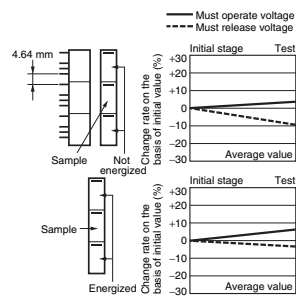 Must operate voltage
Must release voltage
4.64 mm
Sample
Not
energized
Change rate on the
basis of initial value (%)
Initial stage
Test
+30
+20
+10
0
−10
−20
−30
Average value
Sample
Energized
Change rate on the
basis of initial value (%)
Initial stage
Test
+30
+20
+10
0
−10
−20
−30
Average value